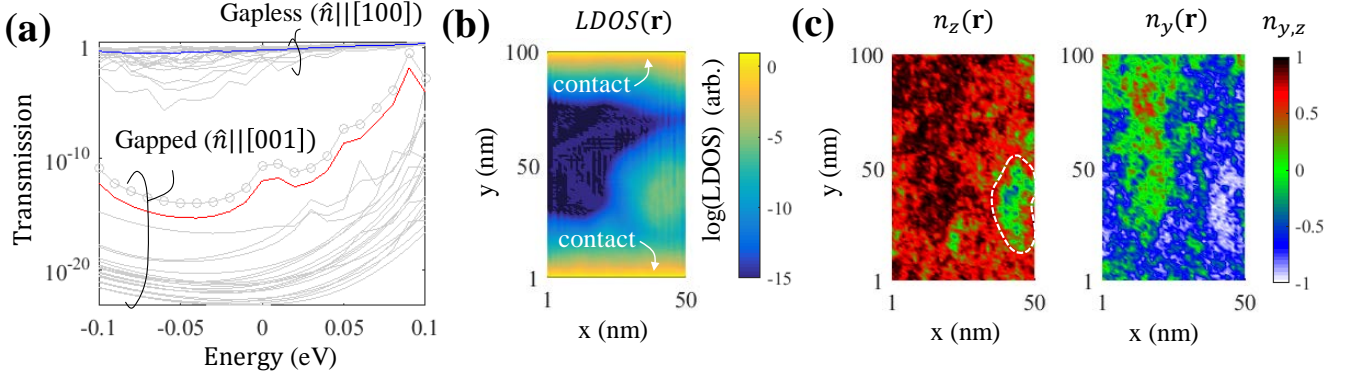 (a)
Gapless (n̂||[100])
1
Gapped (n̂||[001])
10⁻¹⁰
10⁻²⁰
Transmission
-0.1 -0.05 0 0.05 0.1
Energy (eV)
(b)
LDOS(r)
100
contact
50
contact
1
y (nm)
1 50
x (nm)
0
-5
-10
-15
log(LDOS) (arb.)
(c)
n_z(r)
100
50
1
y (nm)
1 50
x (nm)
n_y(r)
100
50
1
1 50
x (nm)
n_y,z
1
0.5
0
-0.5
-1